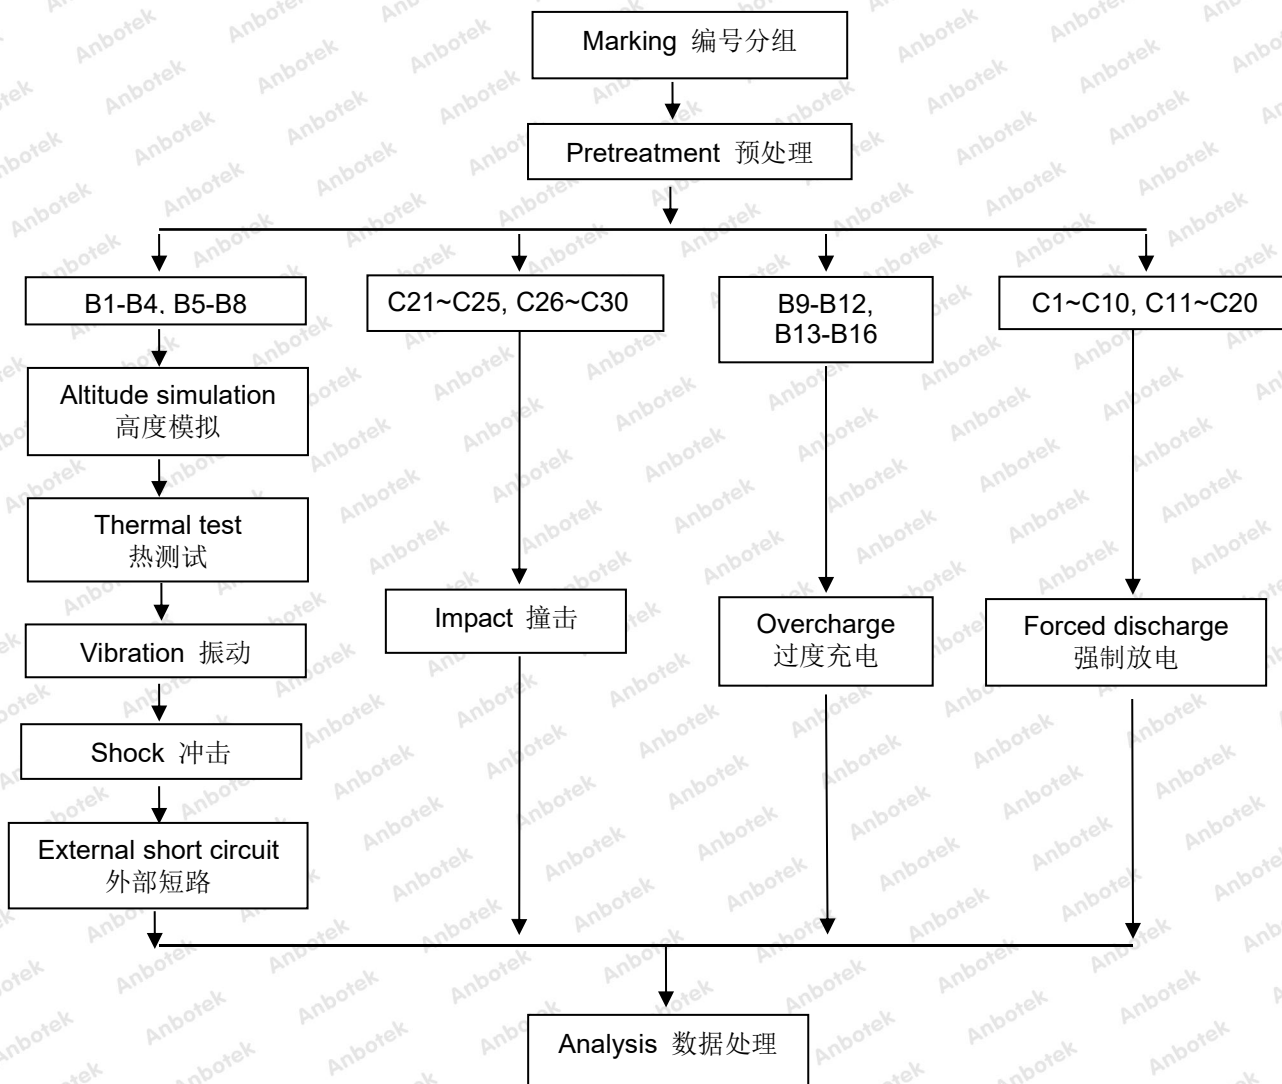 Marking 编号分组
Pretreatment 预处理
B1-B4, B5-B8
C21~C25, C26~C30
B9-B12,
B13-B16
C1~C10, C11~C20
Altitude simulation
高度模拟
Thermal test
热测试
Vibration 振动
Shock 冲击
External short circuit
外部短路
Impact 撞击
Overcharge
过度充电
Forced discharge
强制放电
Analysis 数据处理
Anbotek